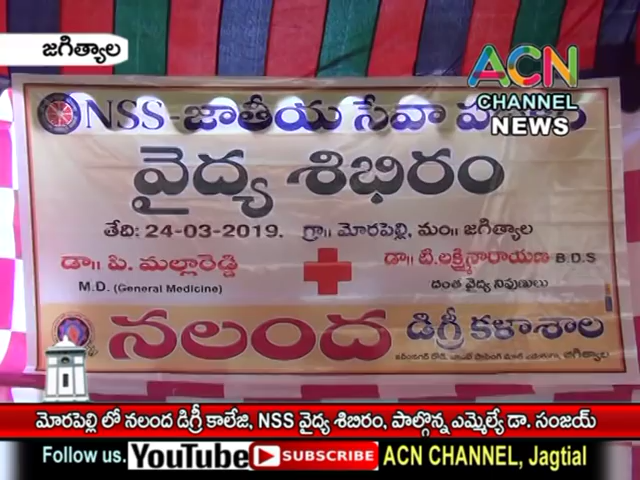 జగిత్యాల
ACN
CHANNEL
NEWS
NSS-జాతీయ సేవా
వైద్య శిబిరం
తేది: 24-03-2019. గ్రా॥ మోరపెల్లి, మం॥ జగిత్యాల
డా॥ పి. మల్లారెడ్డి
M.D. (General Medicine)
డా॥ టి.లక్ష్మినారాయణ B.D.S
దంత వైద్య నిపుణులు
నలంద డిగ్రీ కళాశాల
జగిత్యాల
మోరపెల్లి లో నలంద డిగ్రీ కాలేజి, NSS వైద్య శిబిరం, పాల్గొన్న ఎమ్మెల్యే డా. సంజయ్
Follow us. YouTube SUBSCRIBE ACN CHANNEL, Jagtial